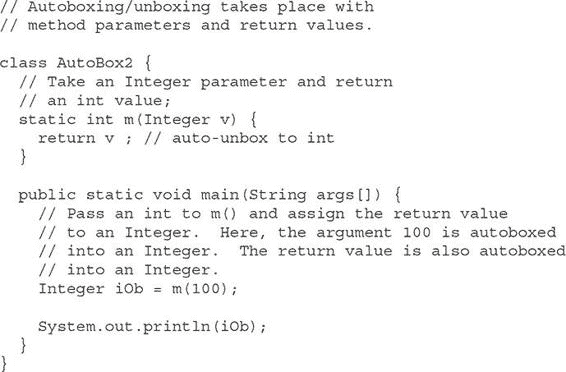 // Autoboxing/unboxing takes place with
// method parameters and return values.
class AutoBox2 {
// Take an Integer parameter and return
// an int value;
static int m(Integer v) {
return v ; // auto-unbox to int
}
public static void main(String args[]) {
// Pass an int to m() and assign the return value
// to an Integer.  Here, the argument 100 is autoboxed
// into an Integer.  The return value is also autoboxed
// into an Integer.
Integer iOb = m(100);
System.out.println(iOb);
}
}